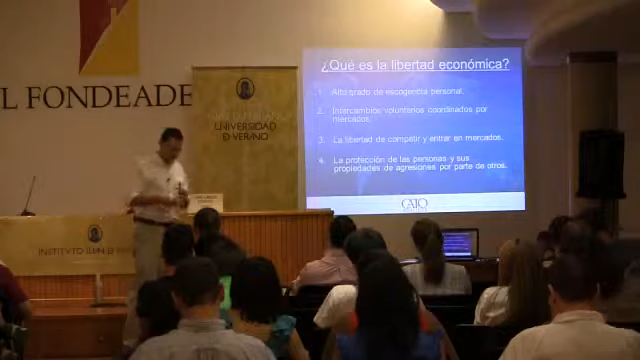 L FONDEADE
UNIVERSIDAD
D VERANO
INSTITUTO JUAN D
¿Qué es la libertad económica?
1. Alto grado de escogencia personal.
2. Intercambios voluntarios coordinados por
mercados.
3. La libertad de competir y entrar en mercados.
4. La protección de las personas y sus
propiedades de agresiones por parte de otros.
CATO